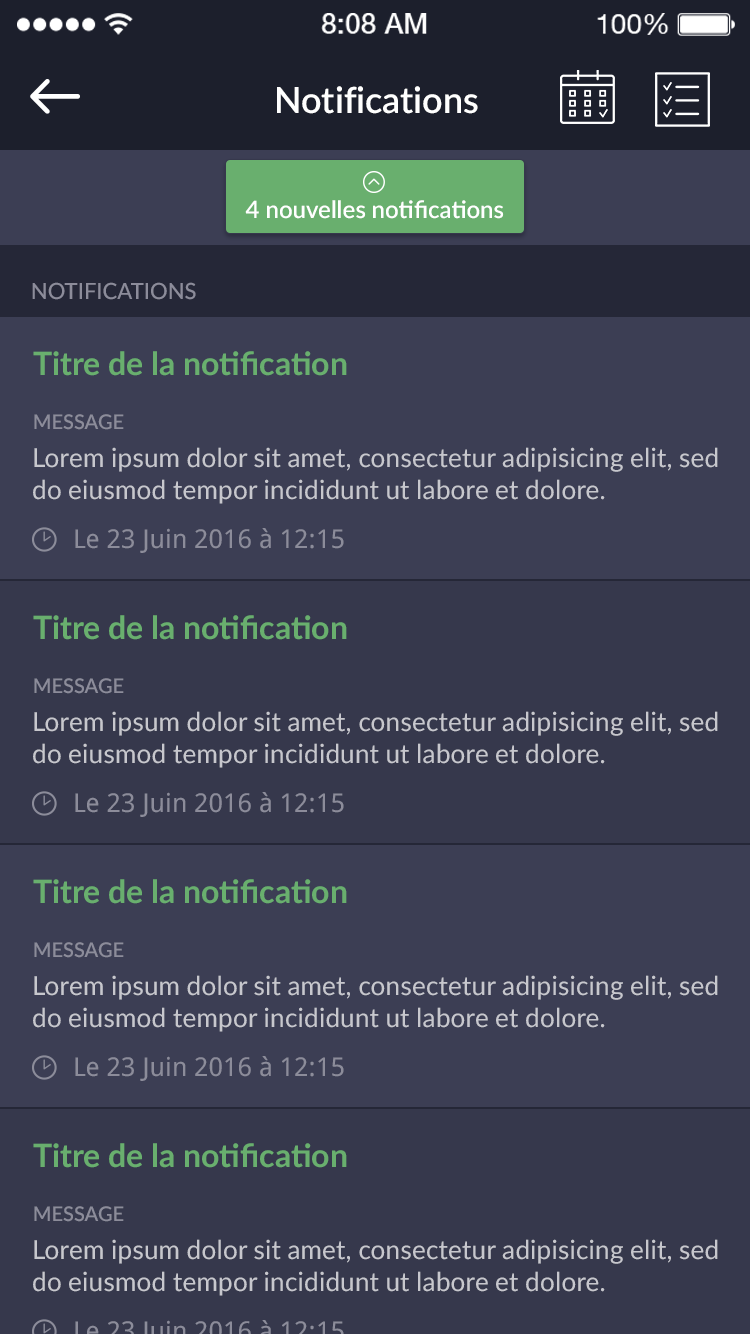 8:08 AM 100%
Notifications
4 nouvelles notifications
NOTIFICATIONS
Titre de la notification
MESSAGE
Lorem ipsum dolor sit amet, consectetur adipisicing elit, sed
do eiusmod tempor incididunt ut labore et dolore.
Le 23 Juin 2016 à 12:15
Titre de la notification
MESSAGE
Lorem ipsum dolor sit amet, consectetur adipisicing elit, sed
do eiusmod tempor incididunt ut labore et dolore.
Le 23 Juin 2016 à 12:15
Titre de la notification
MESSAGE
Lorem ipsum dolor sit amet, consectetur adipisicing elit, sed
do eiusmod tempor incididunt ut labore et dolore.
Le 23 Juin 2016 à 12:15
Titre de la notification
MESSAGE
Lorem ipsum dolor sit amet, consectetur adipisicing elit, sed
do eiusmod tempor incididunt ut labore et dolore.
Le 23 Juin 2016 à 12:15